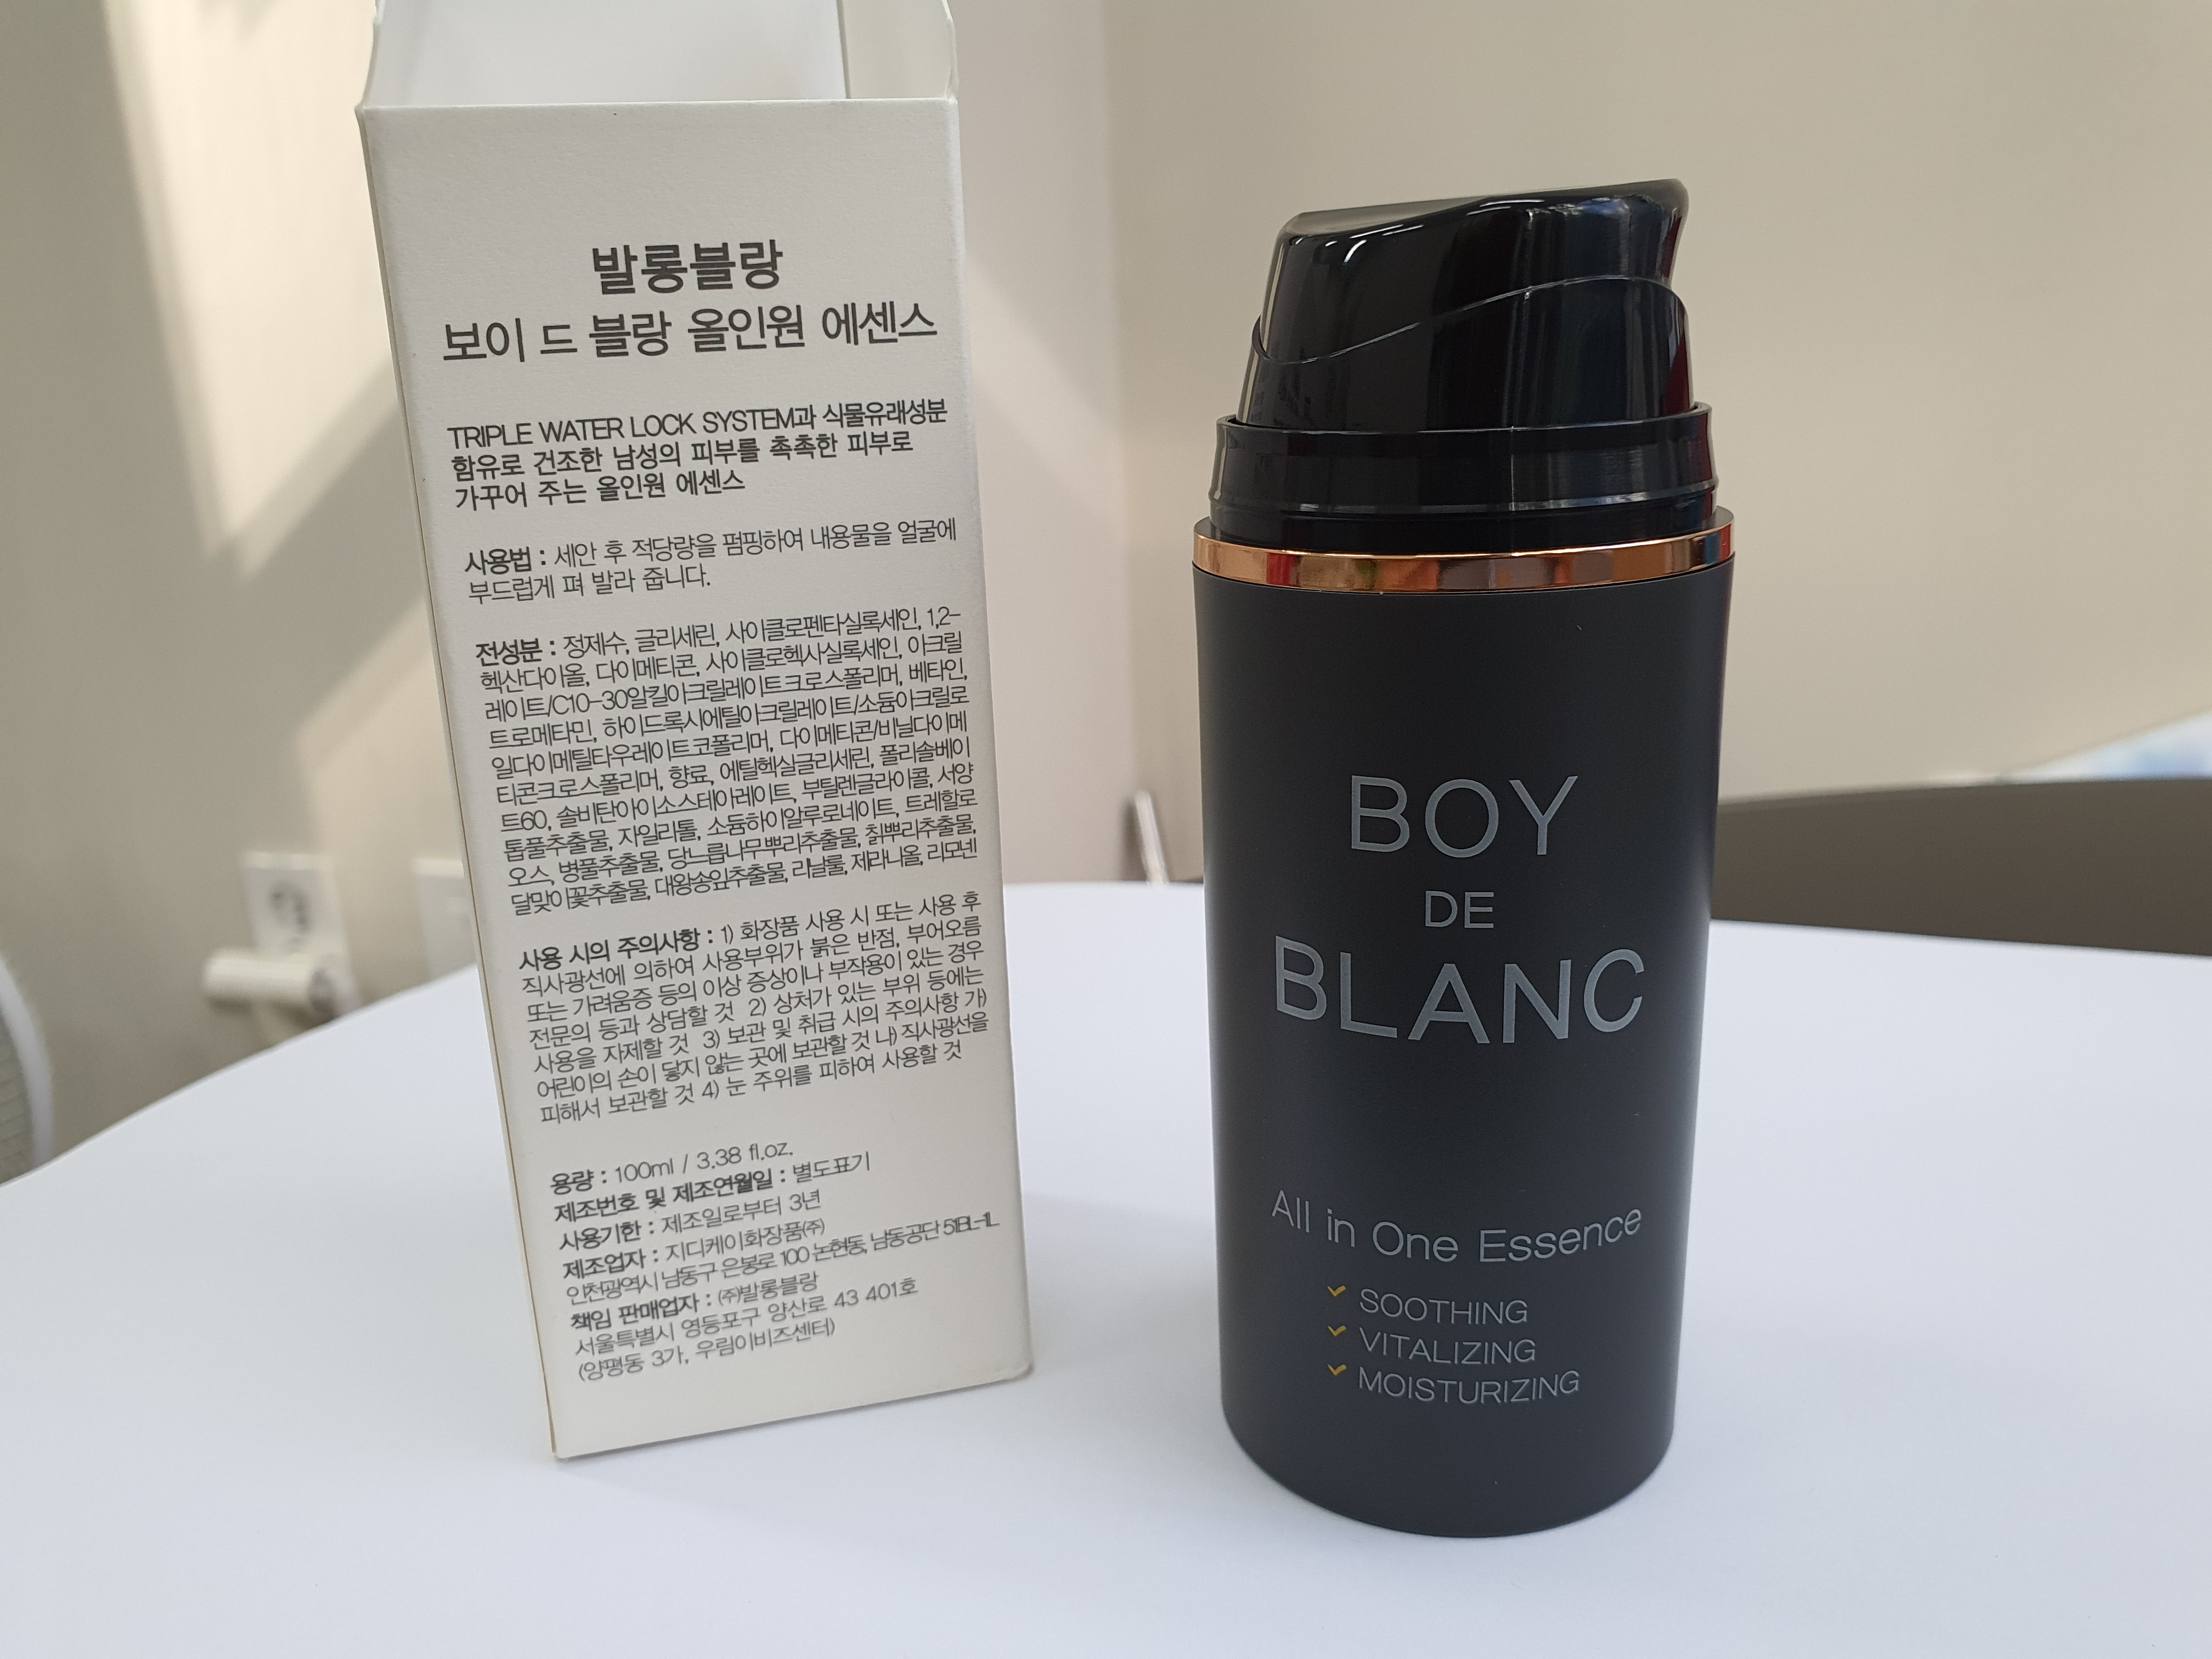 발롱블랑
보이 드 블랑 올인원 에센스
TRIPLE WATER LOCK SYSTEM과 식물유래성분
함유로 건조한 남성의 피부를 촉촉한 피부로
가꾸어 주는 올인원 에센스
사용법 : 세안 후 적당량을 펌핑하여 내용물을 얼굴에
부드럽게 펴 발라 줍니다.
전성분 : 정제수, 글리세린, 사이클로펜타실록세인, 1,2-
헥산다이올, 다이메티콘, 사이클로헥사실록세인, 아크릴
레이트/C10-30알킬아크릴레이트크로스폴리머, 베타인,
트로메타민, 하이드록시에틸아크릴레이트/소듐아크릴로
일다이메틸타우레이트코폴리머, 다이메티콘/비닐다이메
티콘크로스폴리머, 향료, 에틸헥실글리세린, 폴리솔베이
트60, 솔비탄아이소스테아레이트, 부틸렌글라이콜, 서양
톱풀추출물, 자일리톨, 소듐하이알루로네이트, 트레할로
오스, 병풀추출물, 당느릅나무뿌리추출물, 칡뿌리추출물,
달맞이꽃추출물, 대왕송잎추출물, 리날룰, 제라니올, 리모넨
사용 시의 주의사항 : 1) 화장품 사용 시 또는 사용 후
직사광선에 의하여 사용부위가 붉은 반점, 부어오름
또는 가려움증 등의 이상 증상이나 부작용이 있는 경우
전문의 등과 상담할 것 2) 상처가 있는 부위 등에는
사용을 자제할 것 3) 보관 및 취급 시의 주의사항 가)
어린이의 손이 닿지 않는 곳에 보관할 것 나) 직사광선을
피해서 보관할 것 4) 눈 주위를 피하여 사용할 것
용량 : 100ml / 3.38 fl.oz.
제조번호 및 제조연월일 : 별도표기
사용기한 : 제조일로부터 3년
제조업자 : 지디케이화장품㈜
인천광역시 남동구 은봉로 100 논현동, 남동공단 51BL-1L
책임 판매업자 : ㈜발롱블랑
서울특별시 영등포구 양산로 43 401호
(양평동 3가, 우림이비즈센터)
BOY
DE
BLANC
All in One Essence
SOOTHING
VITALIZING
MOISTURIZING